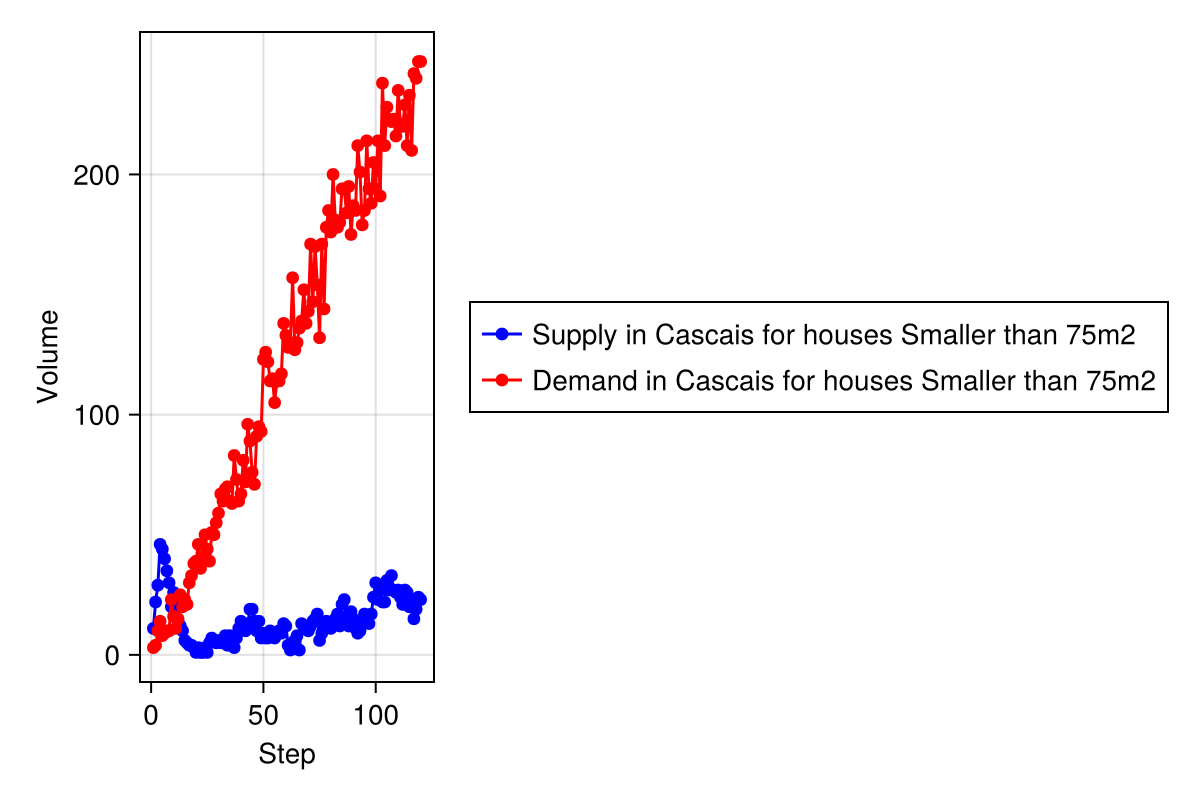 Volume
200
100
0
0 50 100
Step
Supply in Cascais for houses Smaller than 75m2
Demand in Cascais for houses Smaller than 75m2